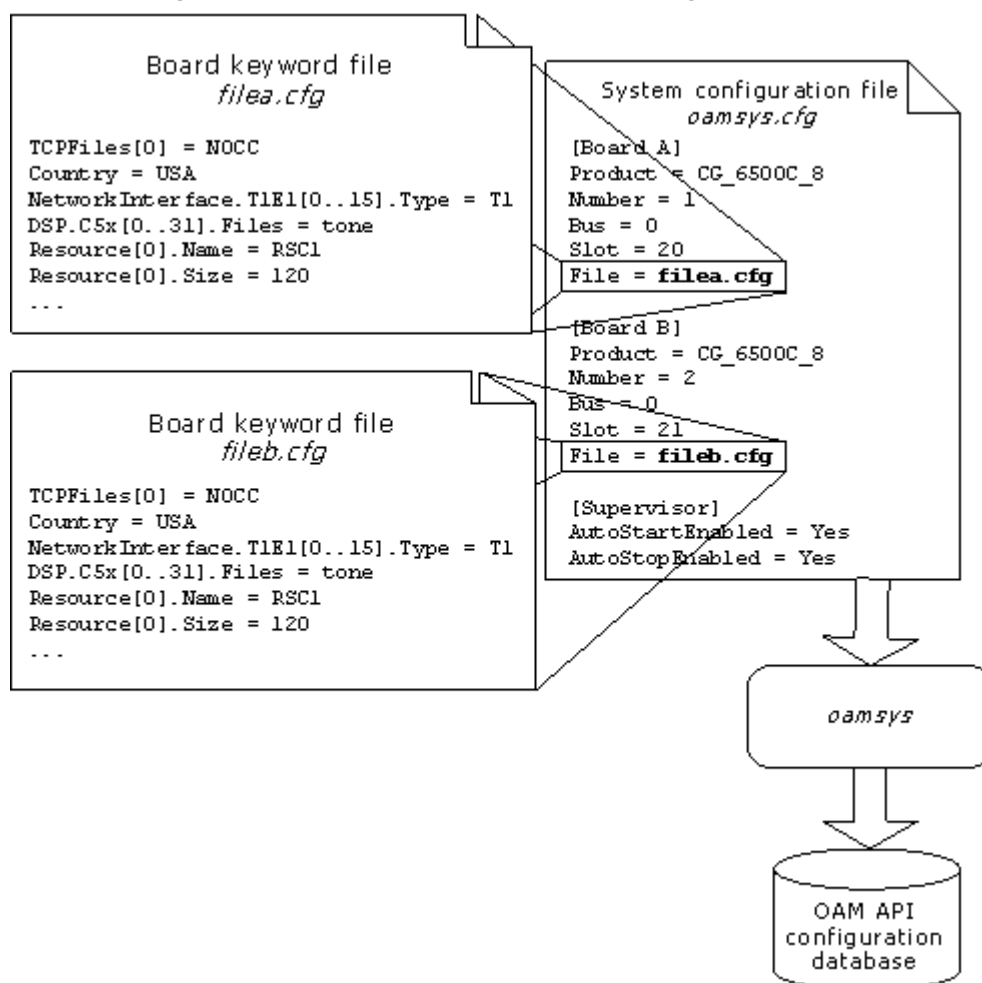 Board keyword file
filea.cfg
TCPFiles[0] = NOCC
Country = USA
NetworkInterface.T1E1[0..15].Type = T1
DSP.C5x[0..31].Files = tone
Resource[0].Name = RSC1
Resource[0].Size = 120
...
System configuration file
oamsys.cfg
[Board A]
Product = CG_6500C_8
Number = 1
Bus = 0
Slot = 20
File = filea.cfg
[Board B]
Product = CG_6500C_8
Number = 2
Bus = 0
Slot = 21
File = fileb.cfg
[Supervisor]
AutoStartEnabled = Yes
AutoStopEnabled = Yes
Board keyword file
fileb.cfg
TCPFiles[0] = NOCC
Country = USA
NetworkInterface.T1E1[0..15].Type = T1
DSP.C5x[0..31].Files = tone
Resource[0].Name = RSC1
Resource[0].Size = 120
...
oamsys
OAM API
configuration
database